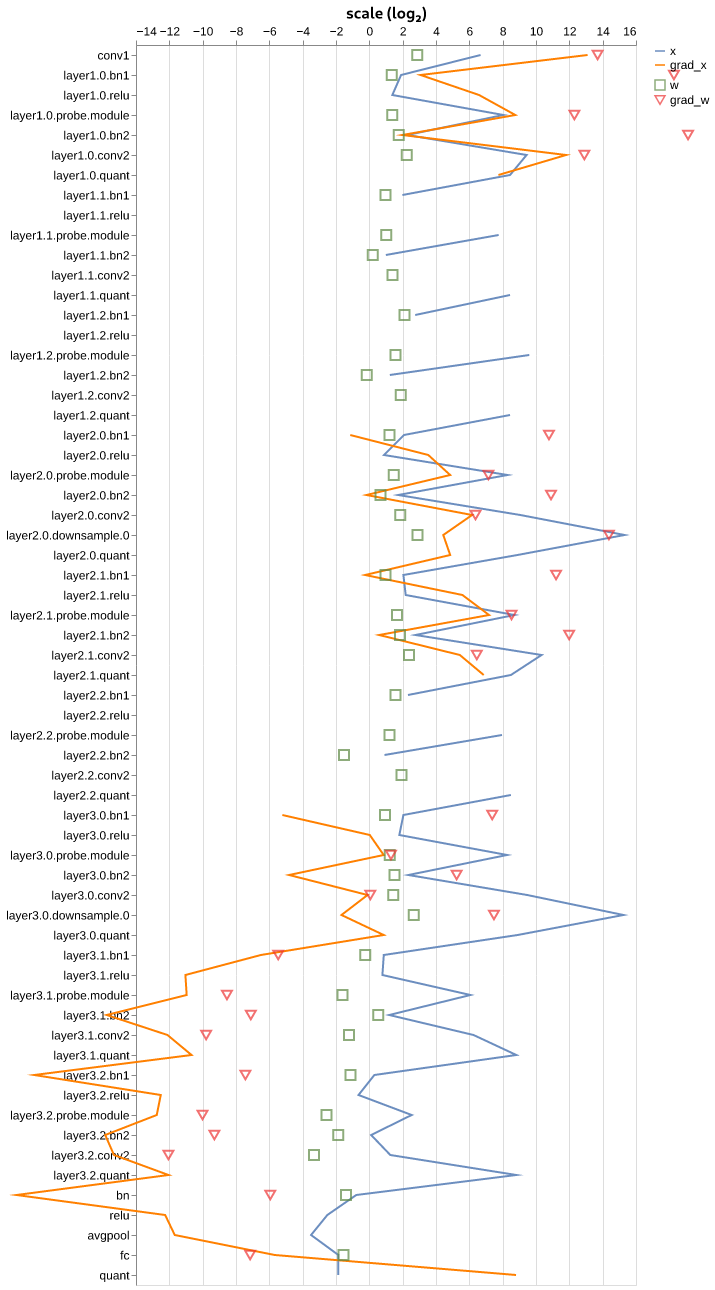 scale (log₂)
−14 −12 −10 −8 −6 −4 −2 0 2 4 6 8 10 12 14 16
x
grad_x
w
grad_w
conv1
layer1.0.bn1
layer1.0.relu
layer1.0.probe.module
layer1.0.bn2
layer1.0.conv2
layer1.0.quant
layer1.1.bn1
layer1.1.relu
layer1.1.probe.module
layer1.1.bn2
layer1.1.conv2
layer1.1.quant
layer1.2.bn1
layer1.2.relu
layer1.2.probe.module
layer1.2.bn2
layer1.2.conv2
layer1.2.quant
layer2.0.bn1
layer2.0.relu
layer2.0.probe.module
layer2.0.bn2
layer2.0.conv2
layer2.0.downsample.0
layer2.0.quant
layer2.1.bn1
layer2.1.relu
layer2.1.probe.module
layer2.1.bn2
layer2.1.conv2
layer2.1.quant
layer2.2.bn1
layer2.2.relu
layer2.2.probe.module
layer2.2.bn2
layer2.2.conv2
layer2.2.quant
layer3.0.bn1
layer3.0.relu
layer3.0.probe.module
layer3.0.bn2
layer3.0.conv2
layer3.0.downsample.0
layer3.0.quant
layer3.1.bn1
layer3.1.relu
layer3.1.probe.module
layer3.1.bn2
layer3.1.conv2
layer3.1.quant
layer3.2.bn1
layer3.2.relu
layer3.2.probe.module
layer3.2.bn2
layer3.2.conv2
layer3.2.quant
bn
relu
avgpool
fc
quant